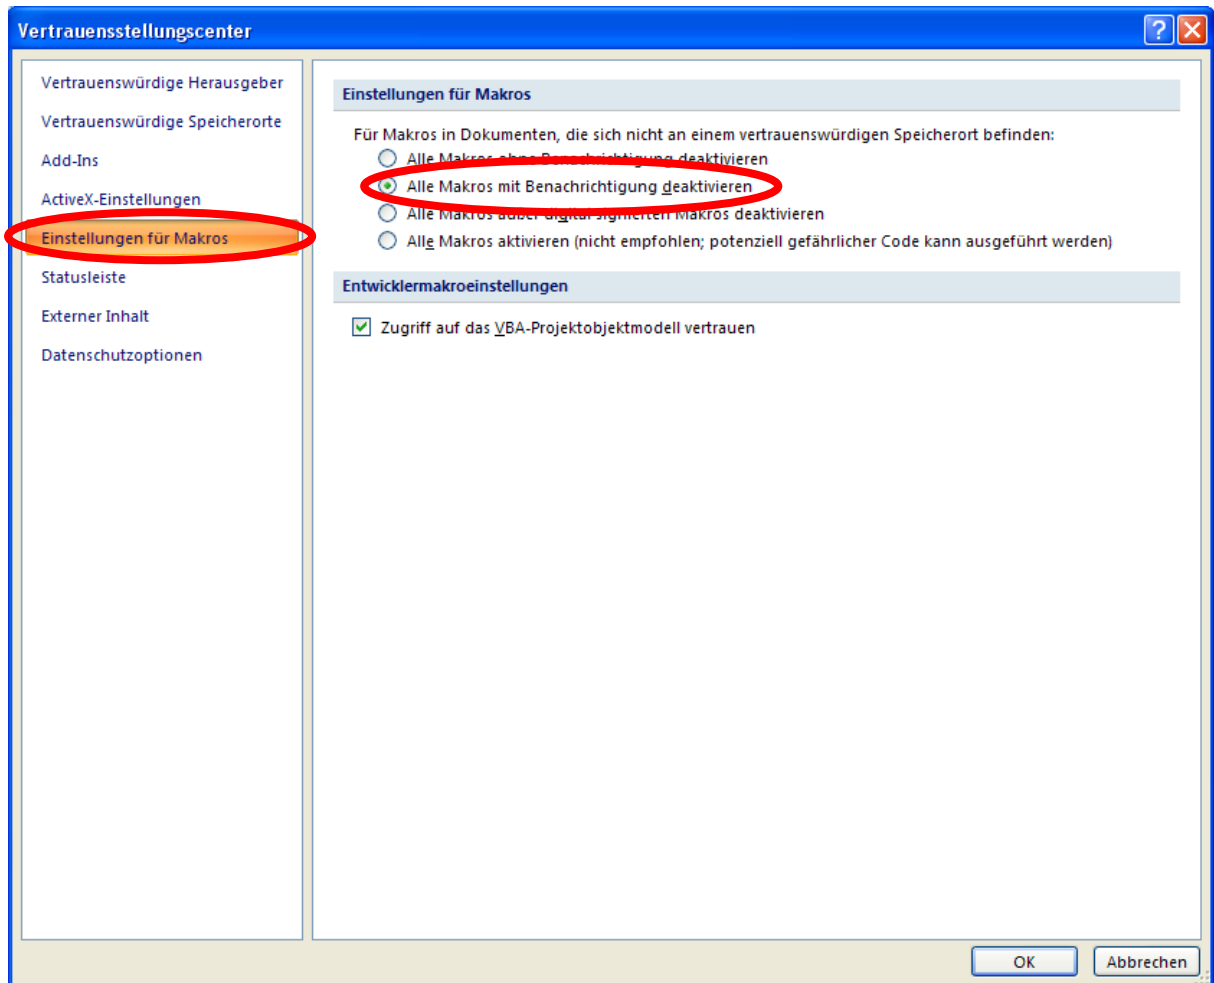 Vertrauensstellungscenter
Vertrauenswürdige Herausgeber
Vertrauenswürdige Speicherorte
Add-Ins
ActiveX-Einstellungen
Einstellungen für Makros
Statusleiste
Externer Inhalt
Datenschutzoptionen
Einstellungen für Makros
Für Makros in Dokumenten, die sich nicht an einem vertrauenswürdigen Speicherort befinden:
Alle Makros ohne Benachrichtigung deaktivieren
Alle Makros mit Benachrichtigung deaktivieren
Alle Makros außer digital signierten Makros deaktivieren
Alle Makros aktivieren (nicht empfohlen; potenziell gefährlicher Code kann ausgeführt werden)
Entwicklermakroeinstellungen
Zugriff auf das VBA-Projektobjektmodell vertrauen
OK
Abbrechen